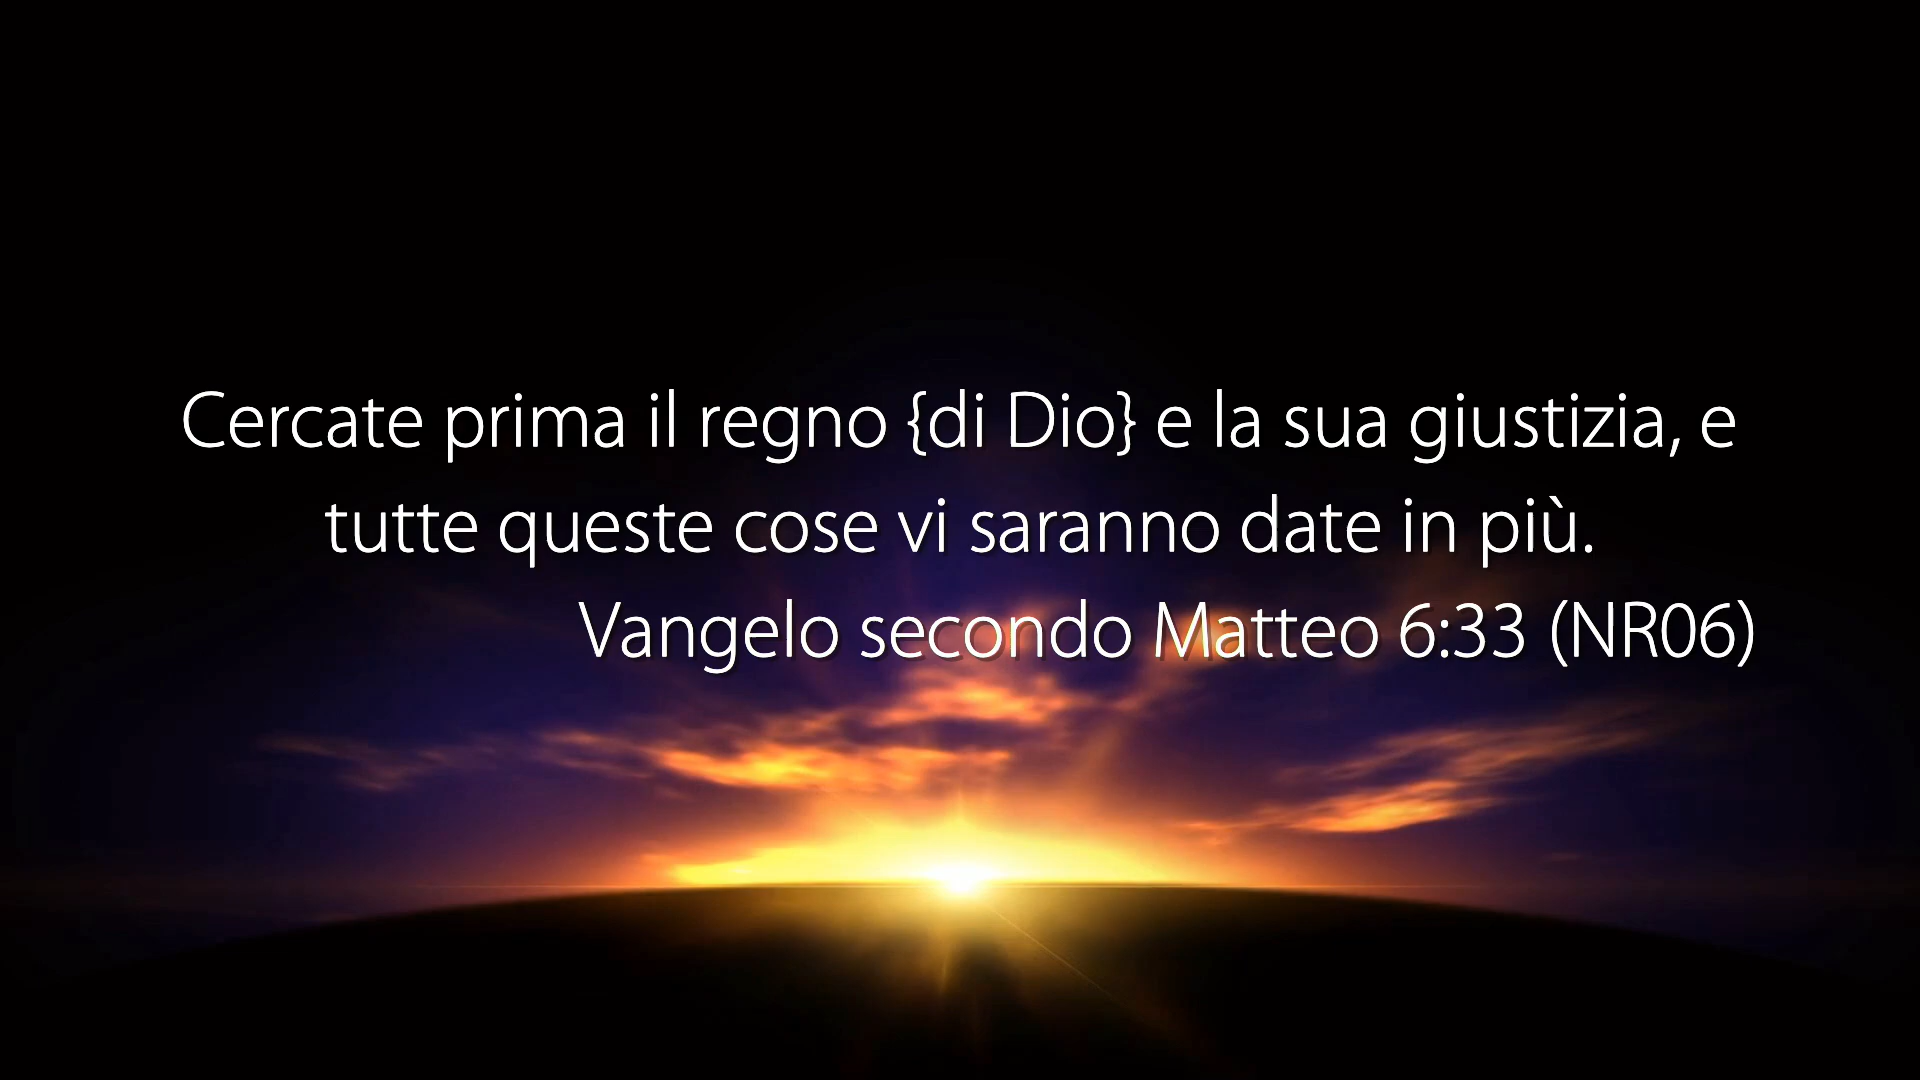 Cercate prima il regno {di Dio} e la sua giustizia, e
tutte queste cose vi saranno date in più.
Vangelo secondo Matteo 6:33 (NR06)